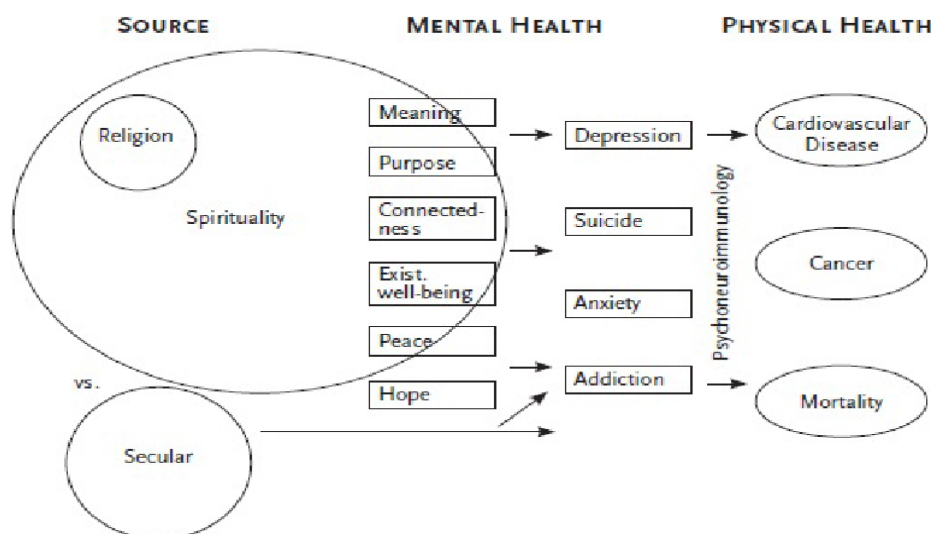 SOURCE
MENTAL HEALTH
PHYSICAL HEALTH
Religion
Spirituality
vs.
Secular
Meaning
Purpose
Connected-
ness
Exist.
well-being
Peace
Hope
Depression
Suicide
Anxiety
Addiction
Psychoneuroimmunology
Cardiovascular
Disease
Cancer
Mortality